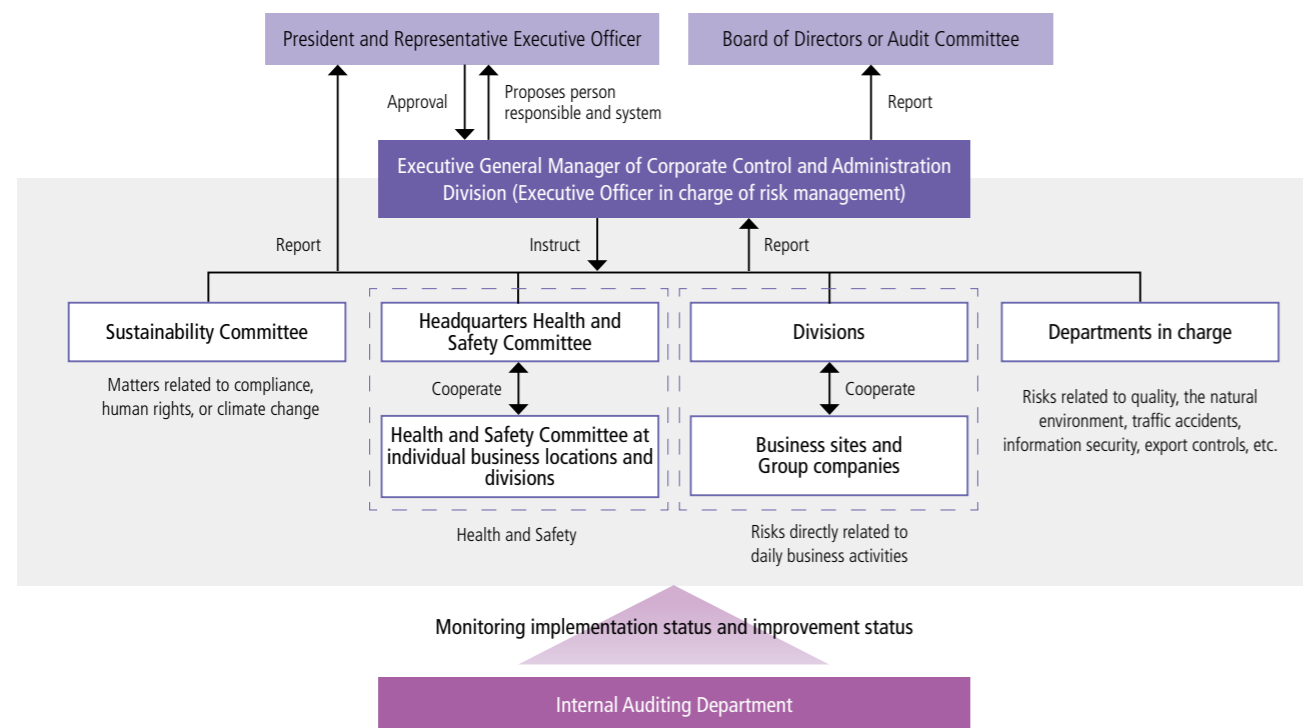 President and Representative Executive Officer
Board of Directors or Audit Committee
Approval
Proposes person
responsible and system
Report
Executive General Manager of Corporate Control and Administration
Division (Executive Officer in charge of risk management)
Report
Instruct
Report
Sustainability Committee
Matters related to compliance,
human rights, or climate change
Headquarters Health and
Safety Committee
Cooperate
Health and Safety Committee at
individual business locations and
divisions
Health and Safety
Divisions
Cooperate
Business sites and
Group companies
Risks directly related to
daily business activities
Departments in charge
Risks related to quality, the natural
environment, traffic accidents,
information security, export controls, etc.
Monitoring implementation status and improvement status
Internal Auditing Department